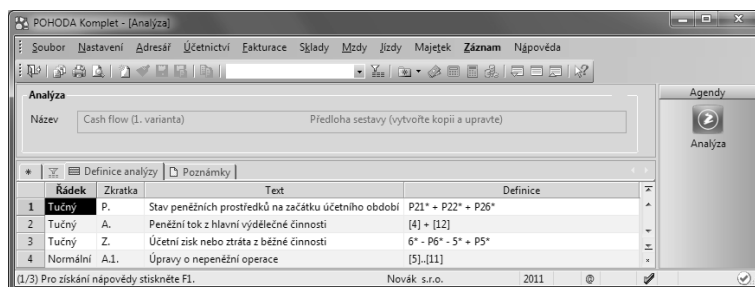 POHODA Komplet - [Analýza]
Soubor Nastavení Adresář Účetnictví Fakturace Sklady Mzdy Jízdy Majetek Záznam Nápověda
Analýza
Název Cash flow (1. varianta) Předloha sestavy (vytvořte kopii a upravte)
Agendy
Analýza
* Definice analýzy Poznámky
Řádek Zkratka Text Definice
1 Tučný P. Stav peněžních prostředků na začátku účetního období P21* + P22* + P26*
2 Tučný A. Peněžní tok z hlavní výdělečné činnosti [4] + [12]
3 Tučný Z. Účetní zisk nebo ztráta z běžné činnosti 6* - P6* - 5* + P5*
4 Normální A.1. Úpravy o nepeněžní operace [5]..[11]
(1/3) Pro získání nápovědy stiskněte F1. Novák s.r.o. 2011 @